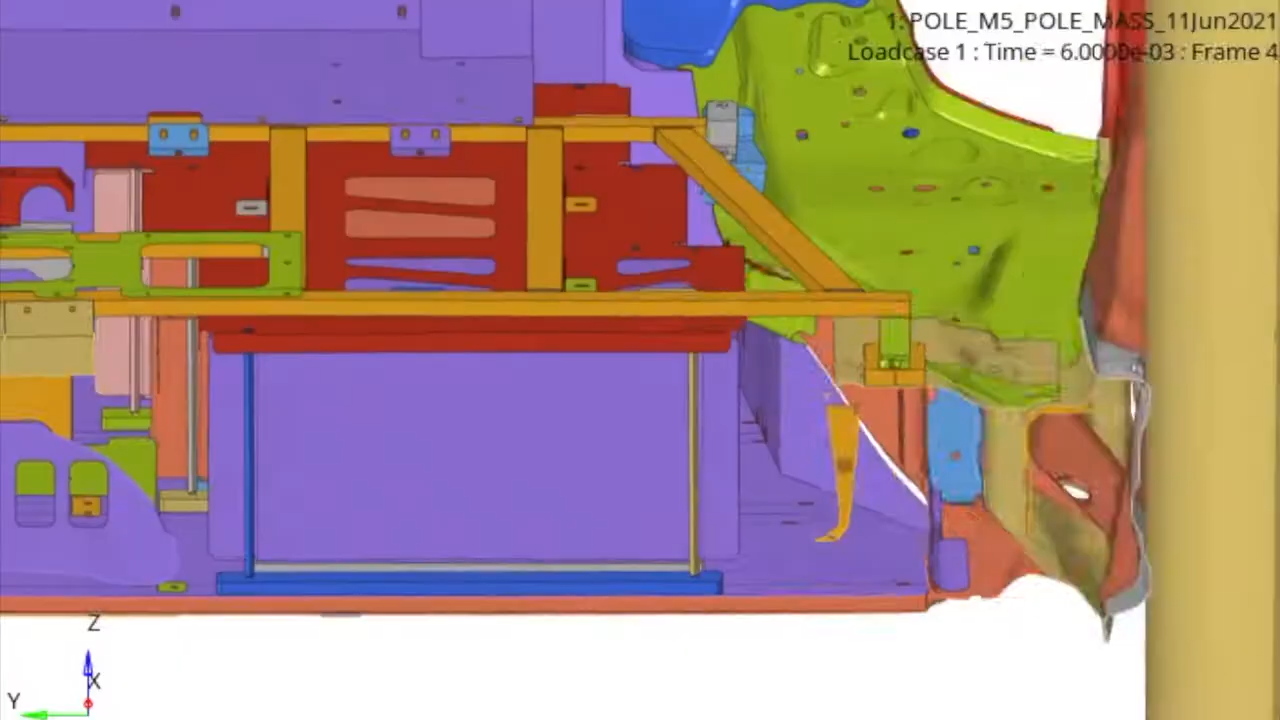 1: POLE_M5_POLE_MASS_11Jun2021
Loadcase 1 : Time = 6.0000e-03 : Frame 4
Z
X
Y